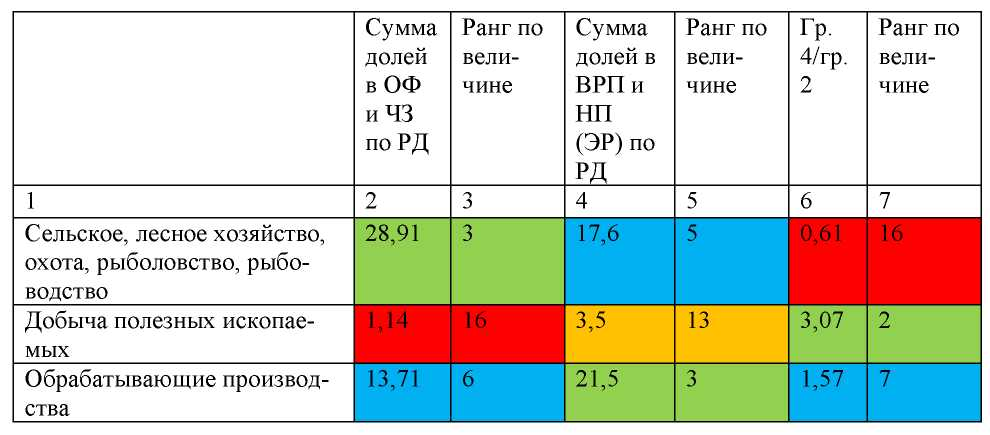 Сумма долей в ОФ и ЧЗ по РД
Ранг по вели-чине
Сумма долей в ВРП и НП (ЭР) по РД
Ранг по вели-чине
Гр. 4/гр. 2
Ранг по вели-чине
1 2 3 4 5 6 7
Сельское, лесное хозяйство, 28,91 3 17,6 5 0,61 16
охота, рыболовство, рыбо-
водство
Добыча полезных ископае- 1,14 16 3,5 13 3,07 2
мых
Обрабатывающие производ- 13,71 6 21,5 3 1,57 7
ства